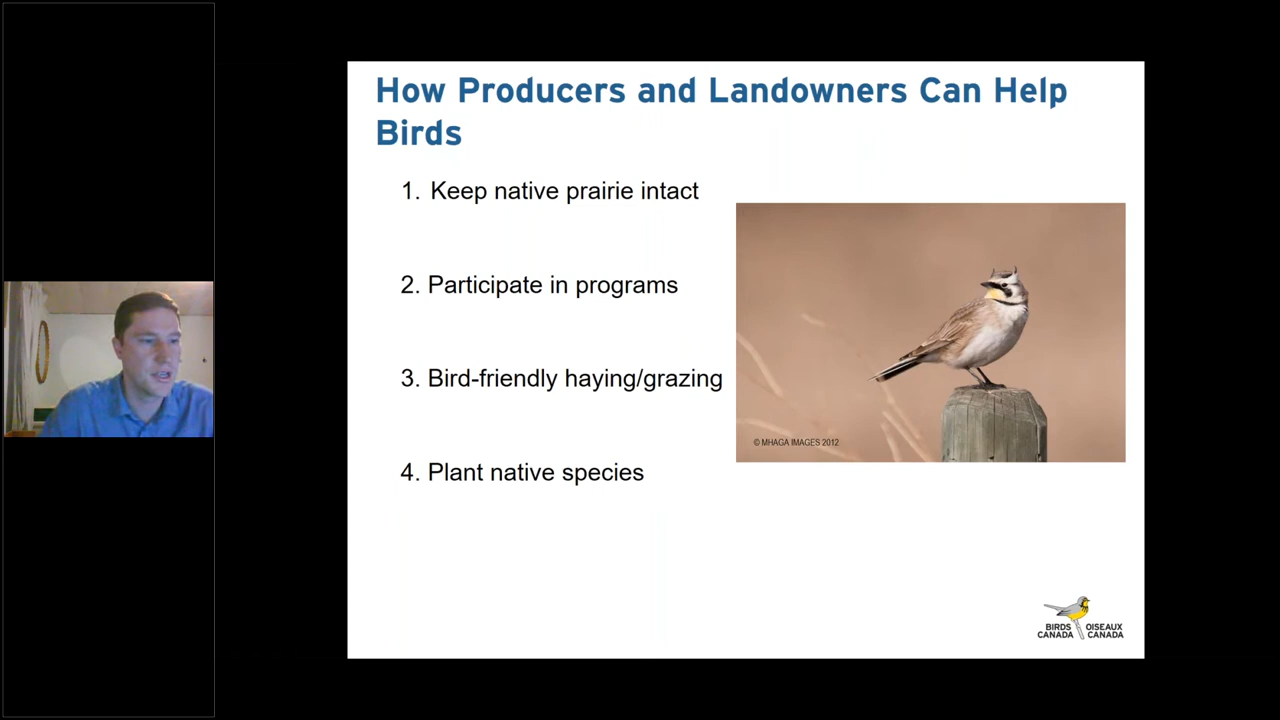 How Producers and Landowners Can Help
Birds
1. Keep native prairie intact
2. Participate in programs
3. Bird-friendly haying/grazing
4. Plant native species
© MHAGA IMAGES 2012
BIRDS OISEAUX
CANADA CANADA